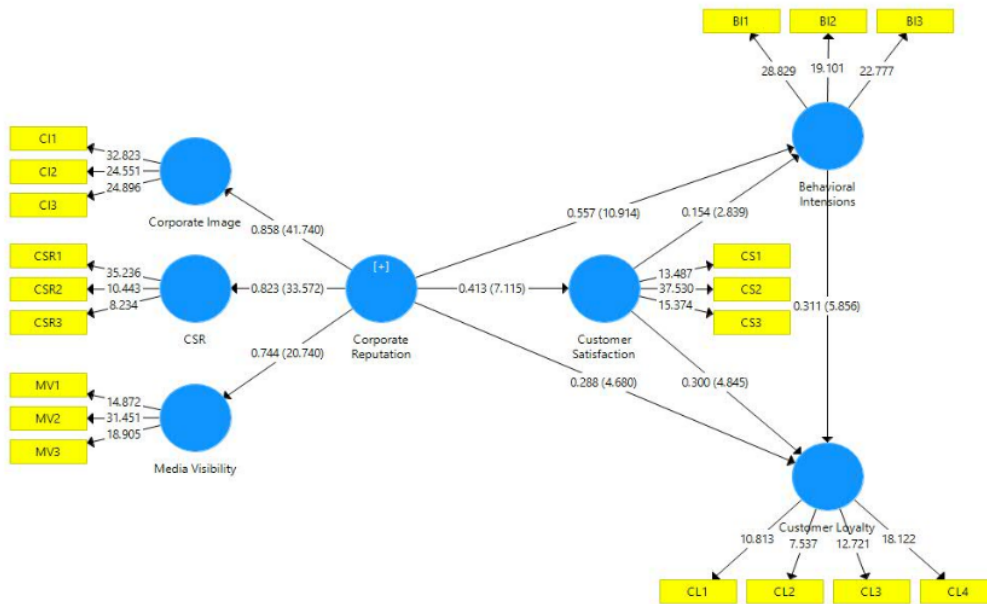 BI1
BI2
BI3
28.829
19.101
22.777
Behavioral
Intensions
CI1
CI2
CI3
32.823
24.551
24.896
Corporate Image
0.858 (41.740)
0.557 (10.914)
0.154 (2.839)
CSR1
CSR2
CSR3
35.236
10.443
8.234
CSR
0.823 (33.572)
[+]
Corporate
Reputation
0.413 (7.115)
Customer
Satisfaction
13.487
37.530
15.374
CS1
CS2
CS3
0.311 (5.856)
0.744 (20.740)
0.288 (4.680)
0.300 (4.845)
MV1
MV2
MV3
14.872
31.451
18.905
Media Visibility
Customer Loyalty
10.813
7.537
12.721
18.122
CL1
CL2
CL3
CL4